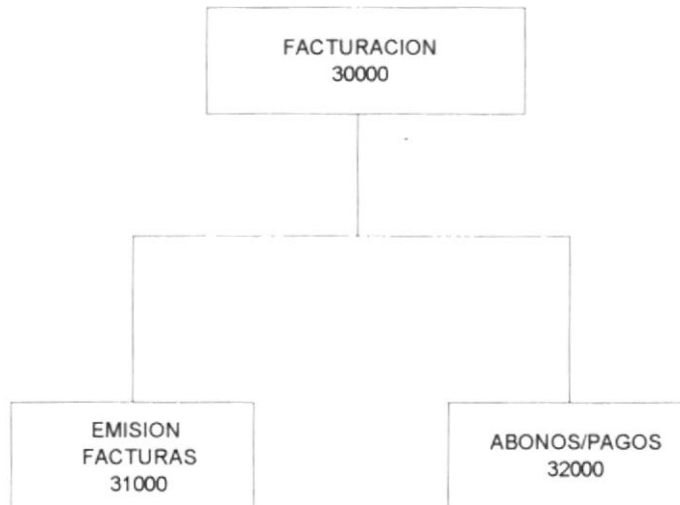 FACTURACION
30000
EMISION
FACTURAS
31000
ABONOS/PAGOS
32000